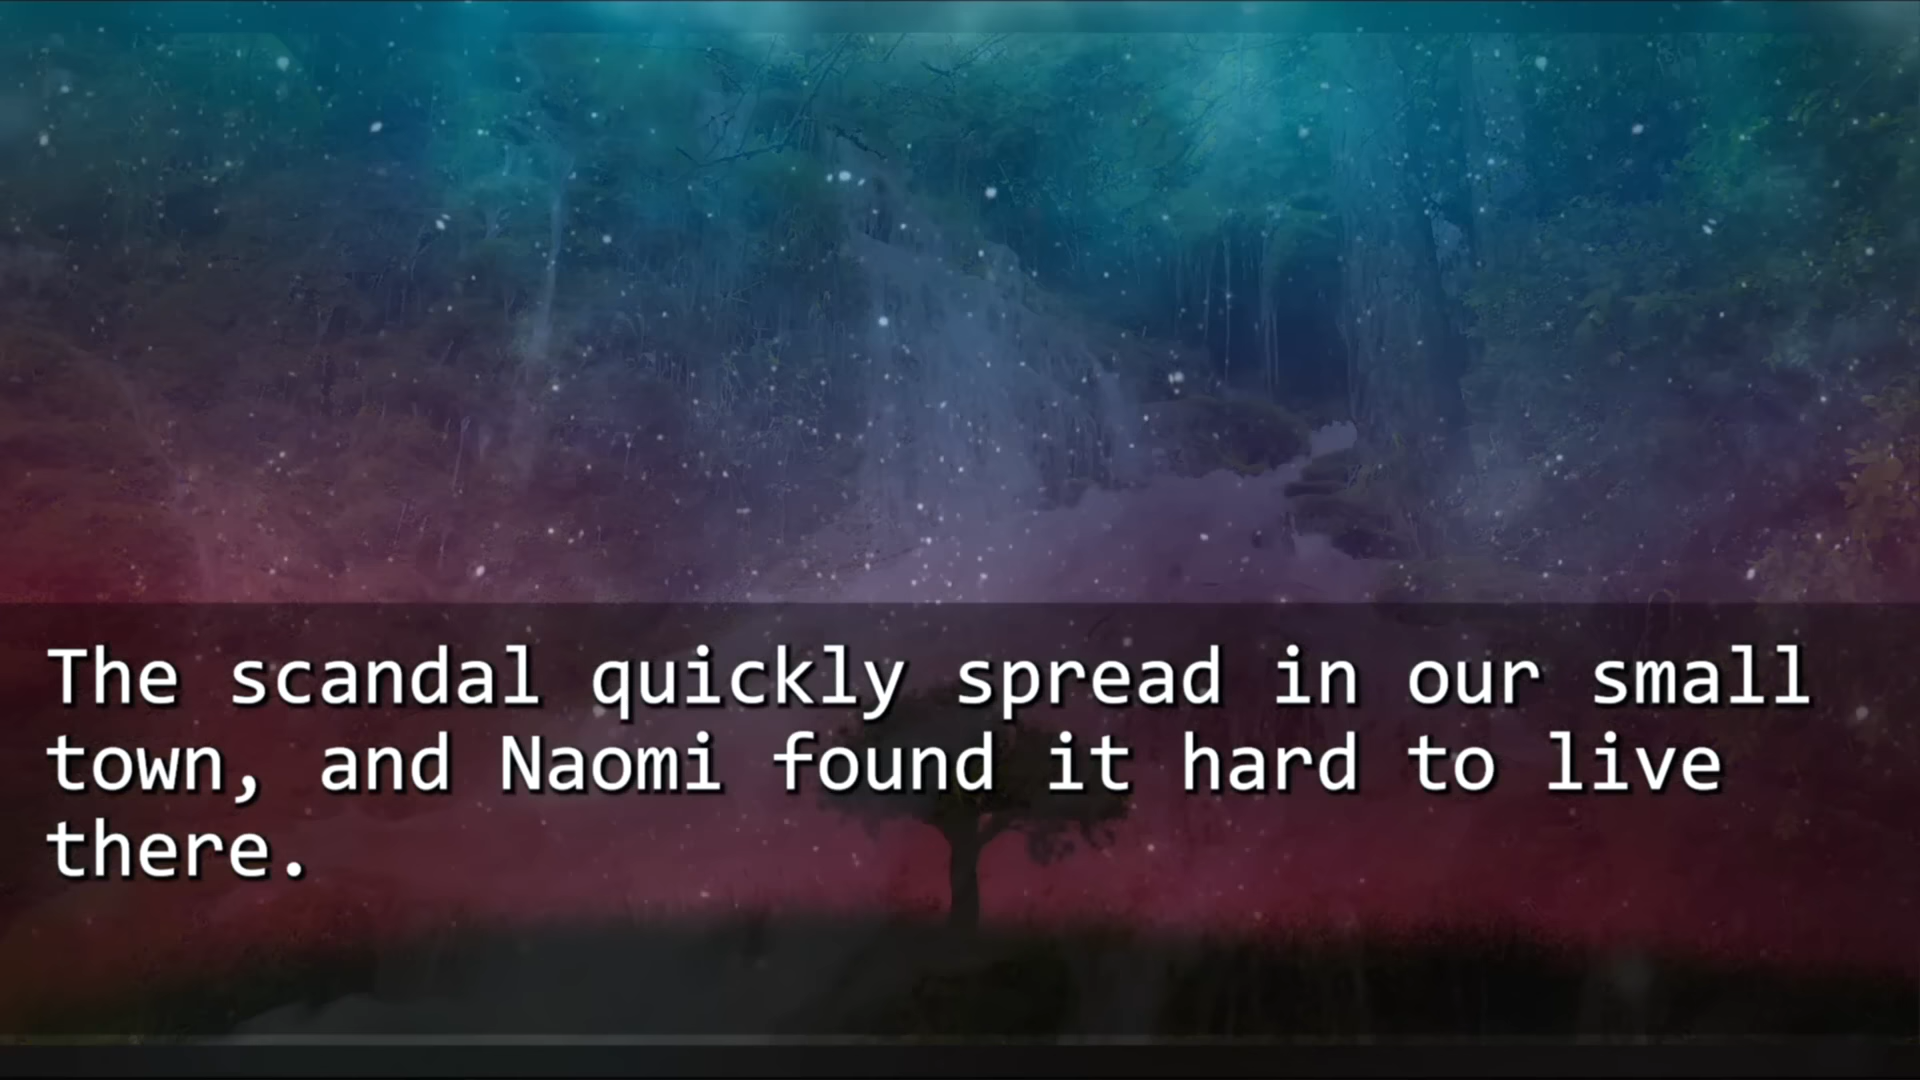 The scandal quickly spread in our small
town, and Naomi found it hard to live
there.